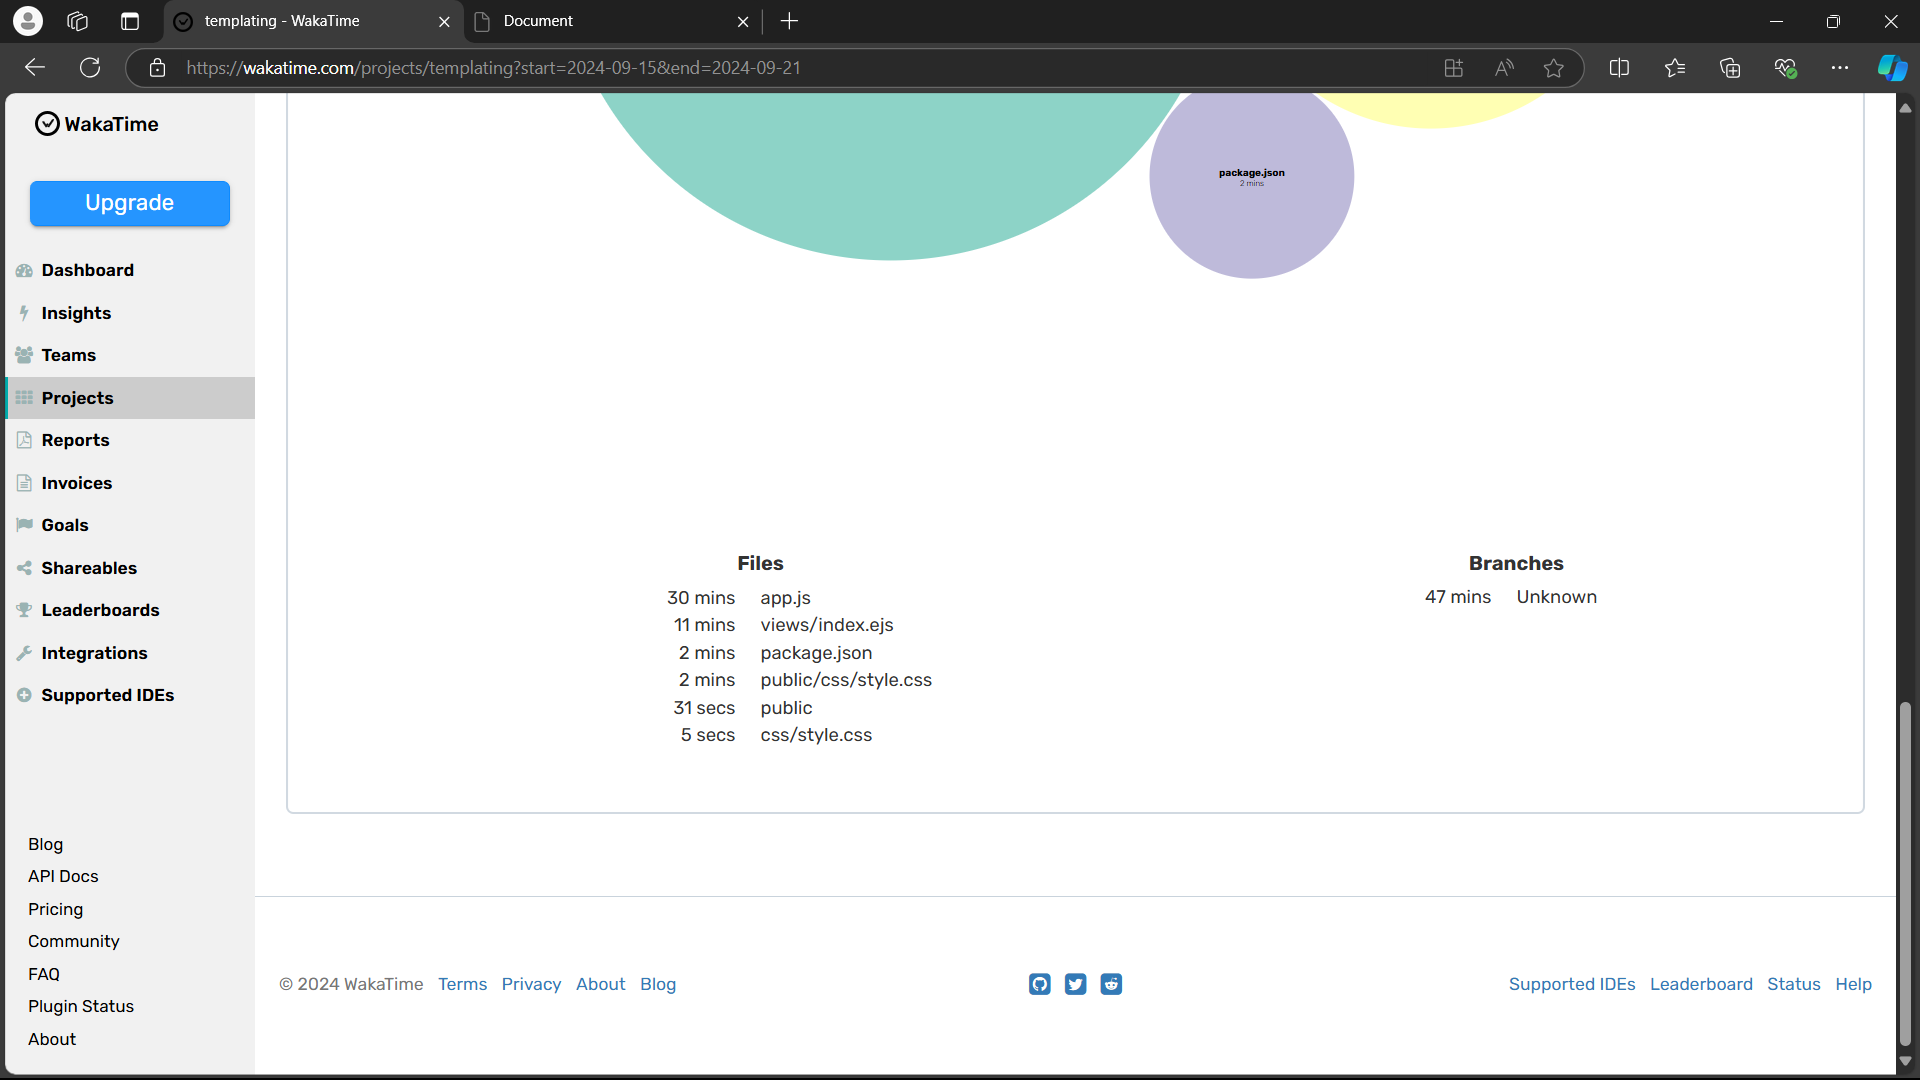 templating - WakaTime
Document
https://wakatime.com/projects/templating?start=2024-09-15&end=2024-09-21
WakaTime
Upgrade
Dashboard
Insights
Teams
Projects
Reports
Invoices
Goals
Shareables
Leaderboards
Integrations
Supported IDEs
Blog
API Docs
Pricing
Community
FAQ
Plugin Status
About
package.json
2 mins
Files
30 mins app.js
11 mins views/index.ejs
2 mins package.json
2 mins public/css/style.css
31 secs public
5 secs css/style.css
Branches
47 mins Unknown
© 2024 WakaTime Terms Privacy About Blog
Supported IDEs Leaderboard Status Help